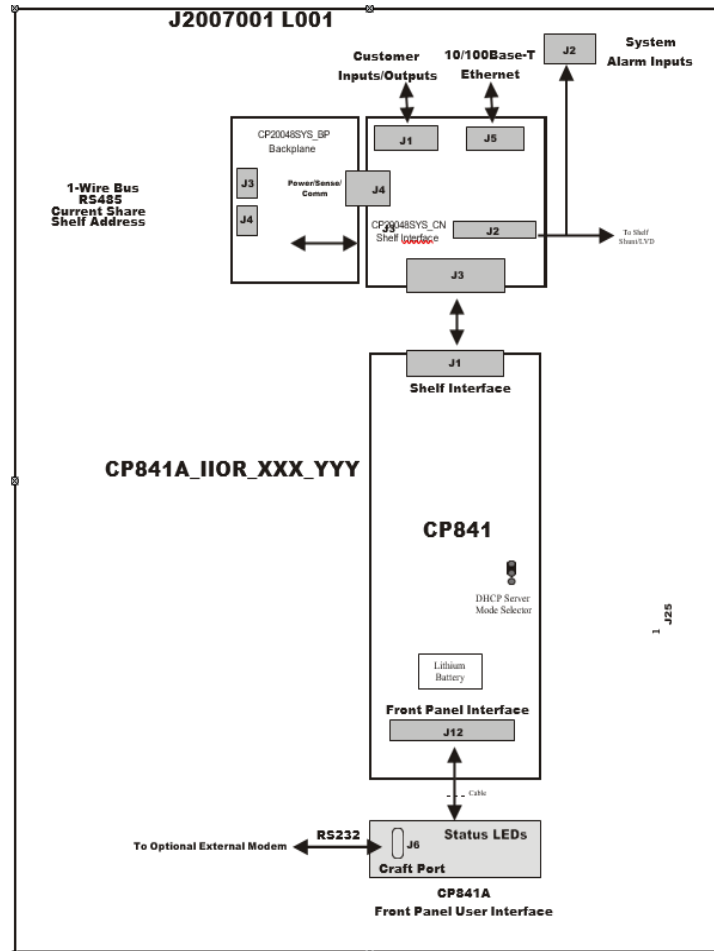 J2007001 L001
Customer
Inputs/Outputs
10/100Base-T
Ethernet
J2
System
Alarm Inputs
CP20048SYS_BP
Backplane
J1
J5
1-Wire Bus
RS485
Current Share
Shelf Address
J3
J4
Power/Sense/
Comm
J4
CP20048SYS_CN
J3
Shelf Interface
J2
To Shelf
Shunt/LVD
J3
J1
Shelf Interface
CP841A_IIOR_XXX_YYY
CP841
DHCP Server
Mode Selector
J25
1
Lithium
Battery
Front Panel Interface
J12
Cable
To Optional External Modem
RS232
J6
Status LEDs
Craft Port
CP841A
Front Panel User Interface